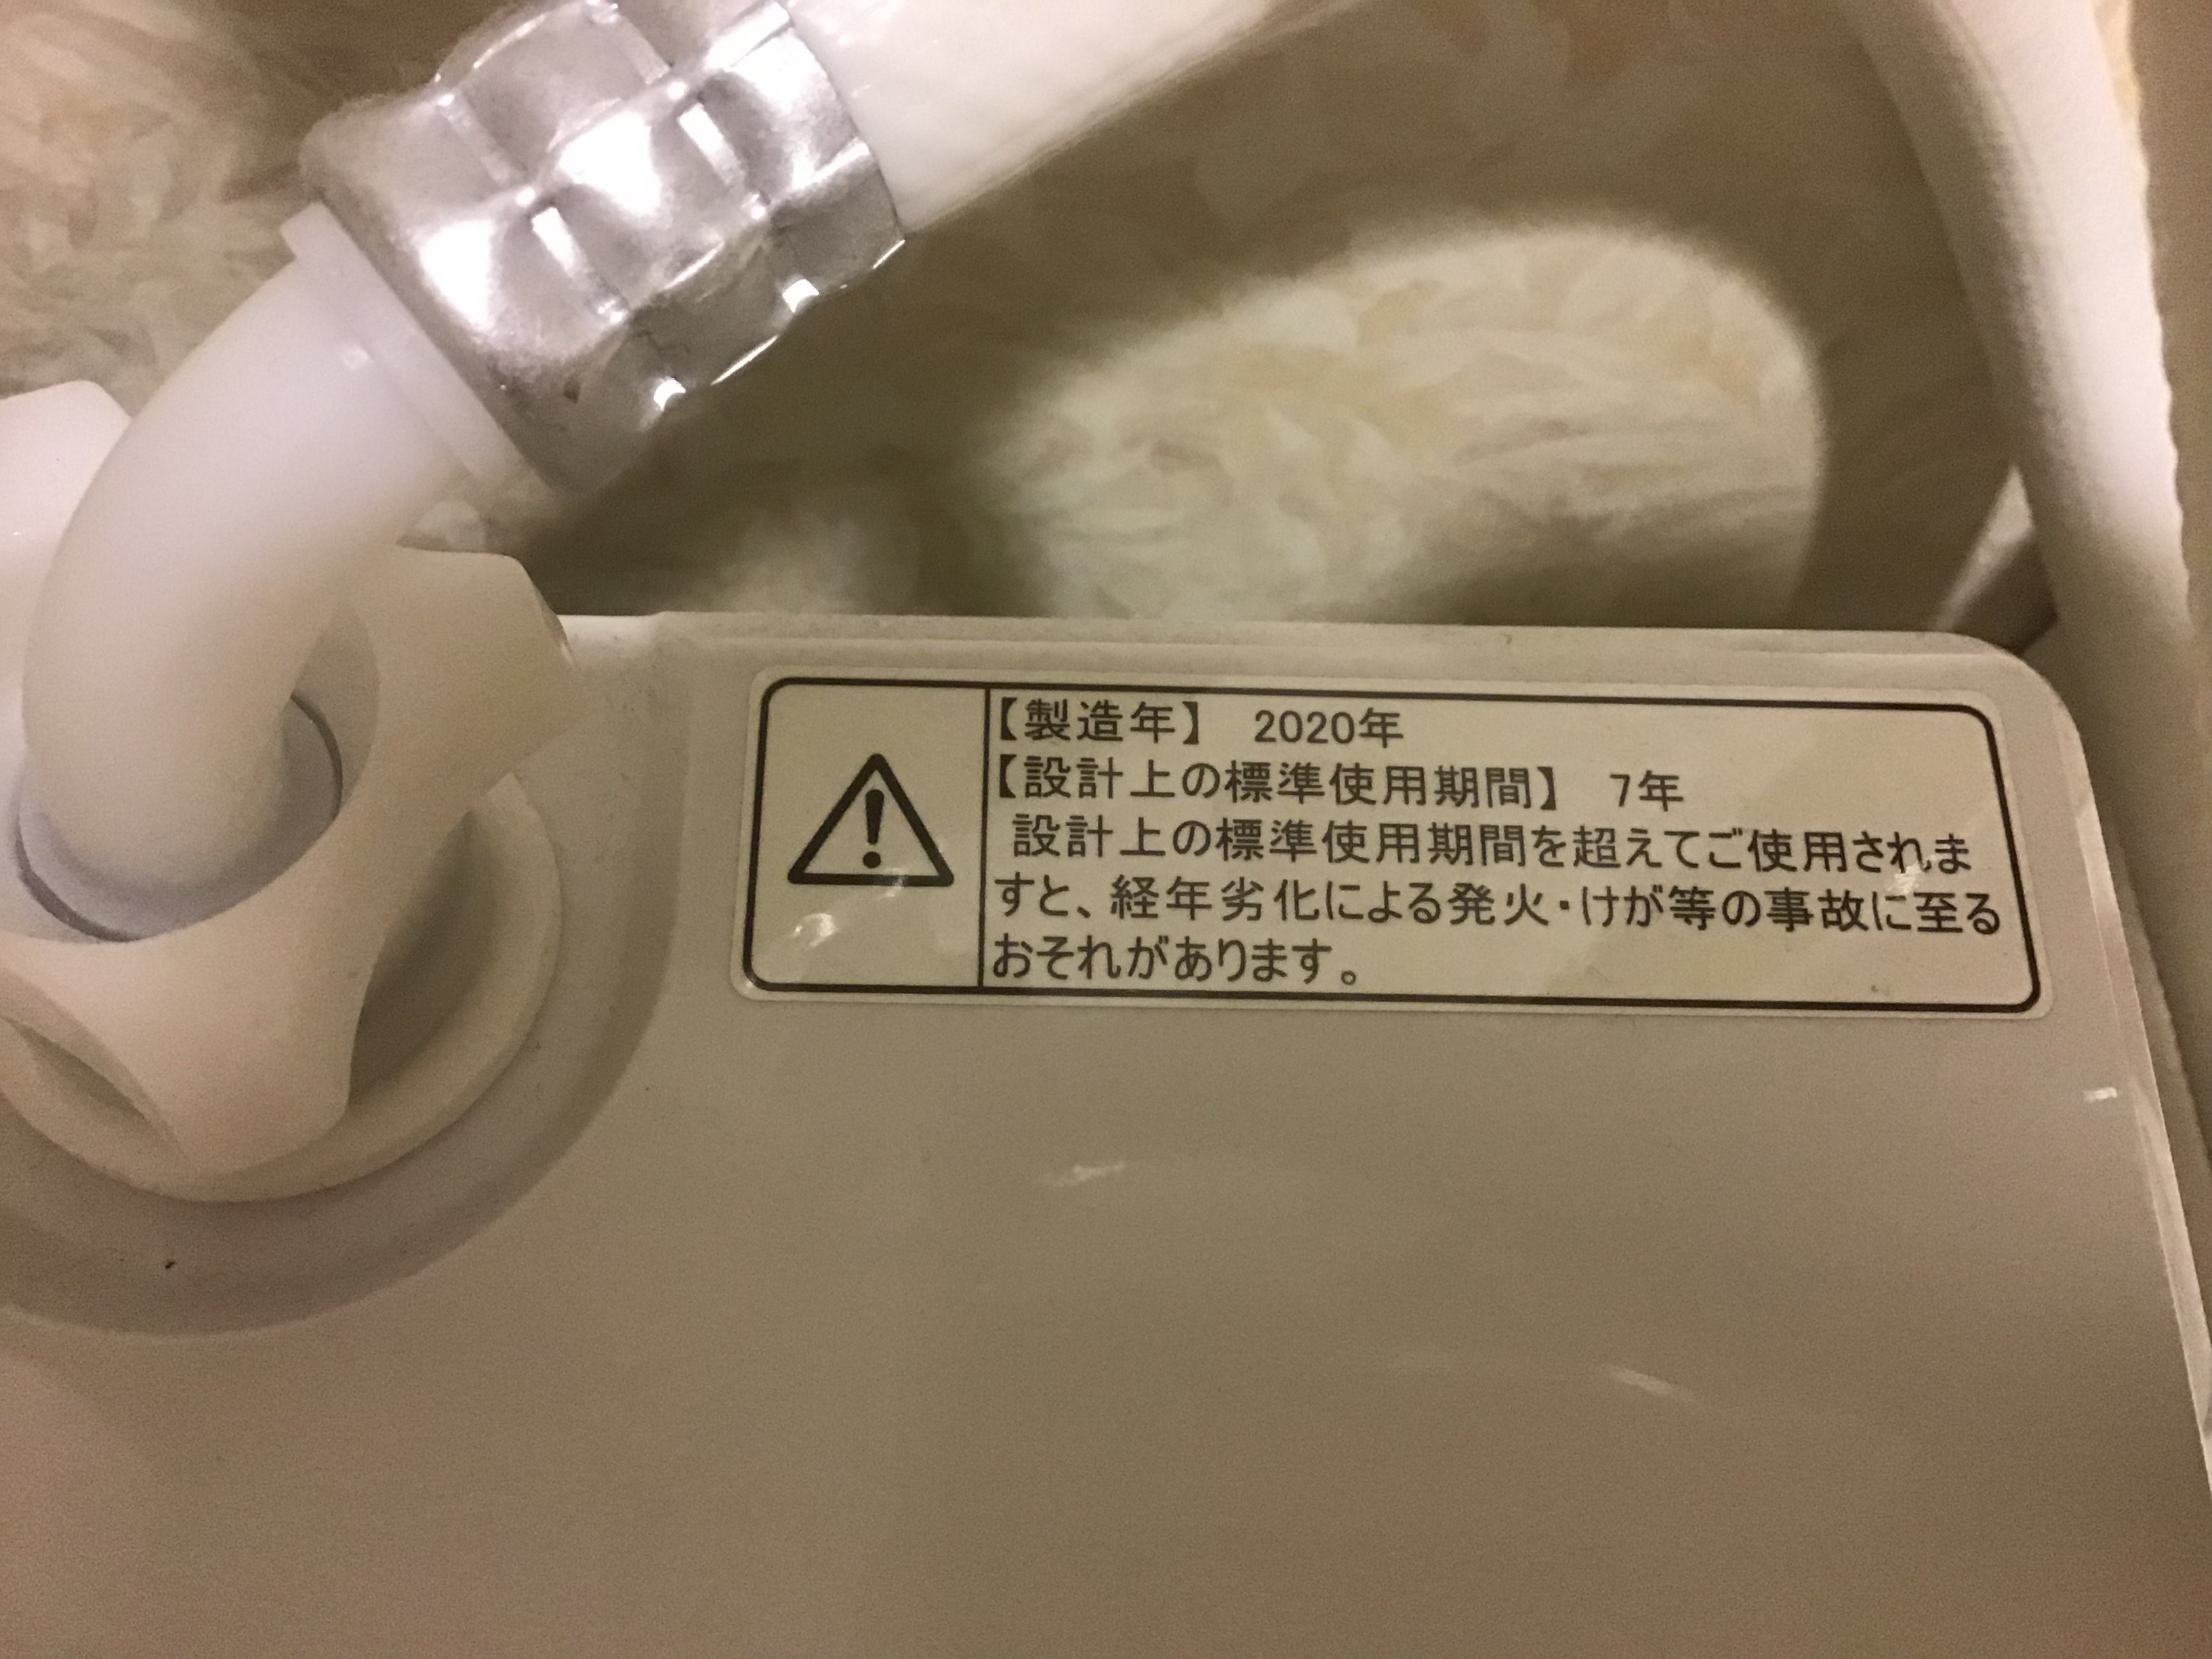 【製造年】 2020年
【設計上の標準使用期間】 7年
設計上の標準使用期間を超えてご使用されま
すと、経年劣化による発火・けが等の事故に至る
おそれがあります。